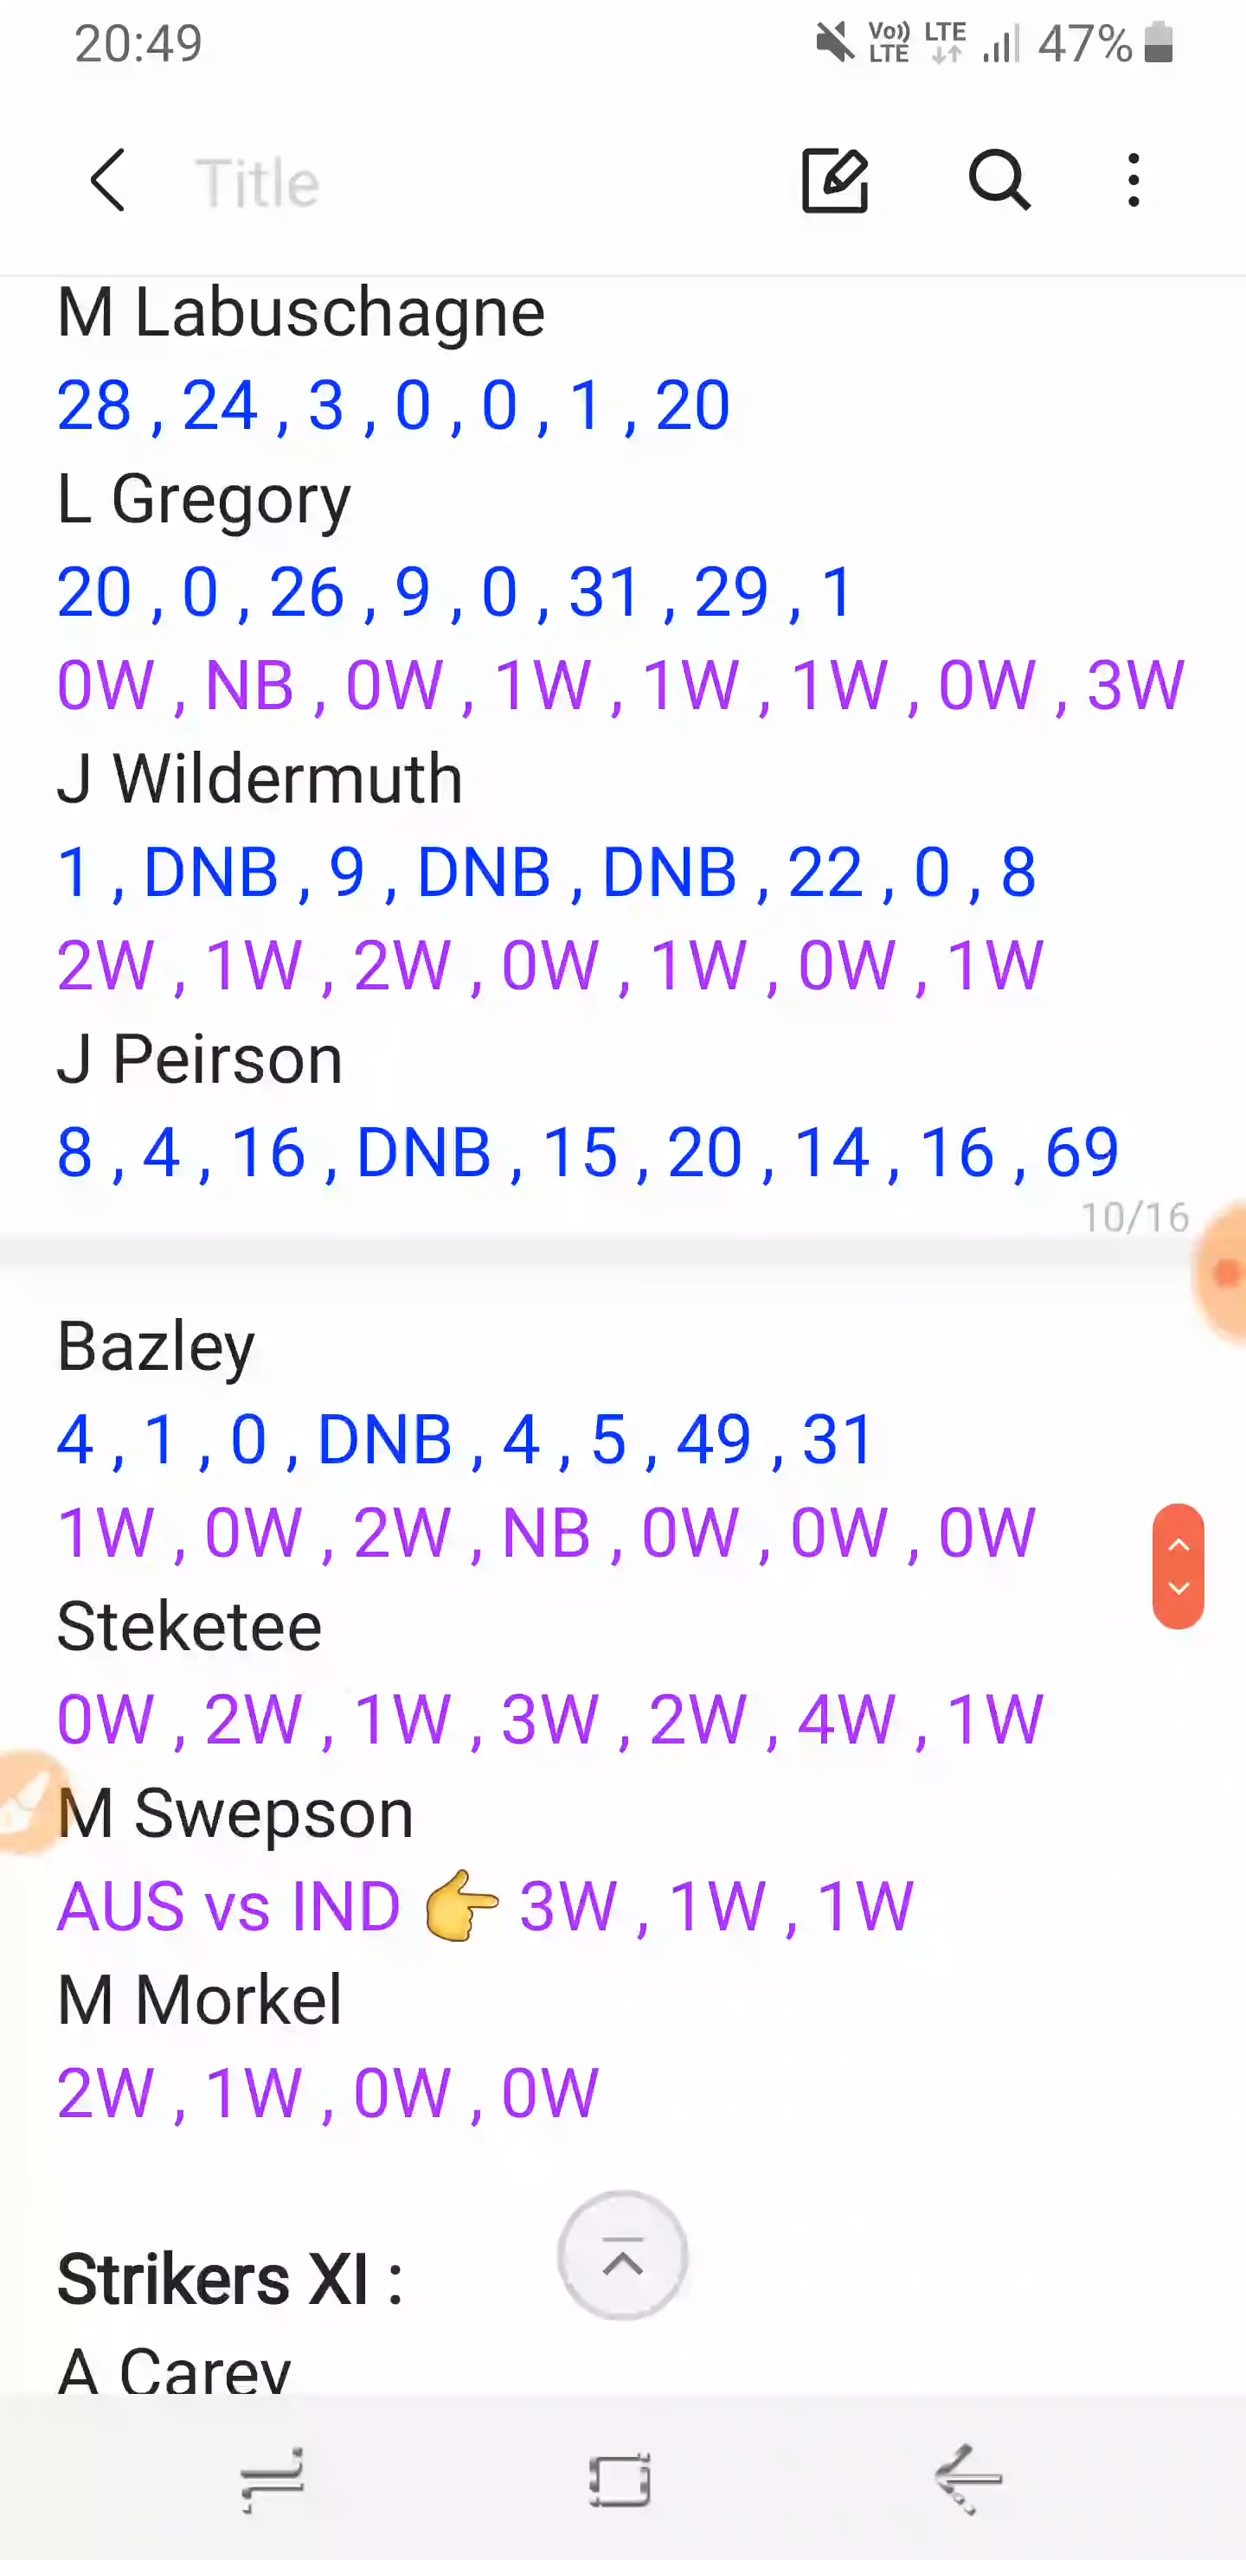 20:49
Vo)) LTE LTE 47%
Title
M Labuschagne
28 , 24 , 3 , 0 , 0 , 1 , 20
L Gregory
20 , 0 , 26 , 9 , 0 , 31 , 29 , 1
0W , NB , 0W , 1W , 1W , 1W , 0W , 3W
J Wildermuth
1 , DNB , 9 , DNB , DNB , 22 , 0 , 8
2W , 1W , 2W , 0W , 1W , 0W , 1W
J Peirson
8 , 4 , 16 , DNB , 15 , 20 , 14 , 16 , 69
10/16
Bazley
4 , 1 , 0 , DNB , 4 , 5 , 49 , 31
1W , 0W , 2W , NB , 0W , 0W , 0W
Steketee
0W , 2W , 1W , 3W , 2W , 4W , 1W
M Swepson
AUS vs IND 👉 3W , 1W , 1W
M Morkel
2W , 1W , 0W , 0W
Strikers XI :
A Carey